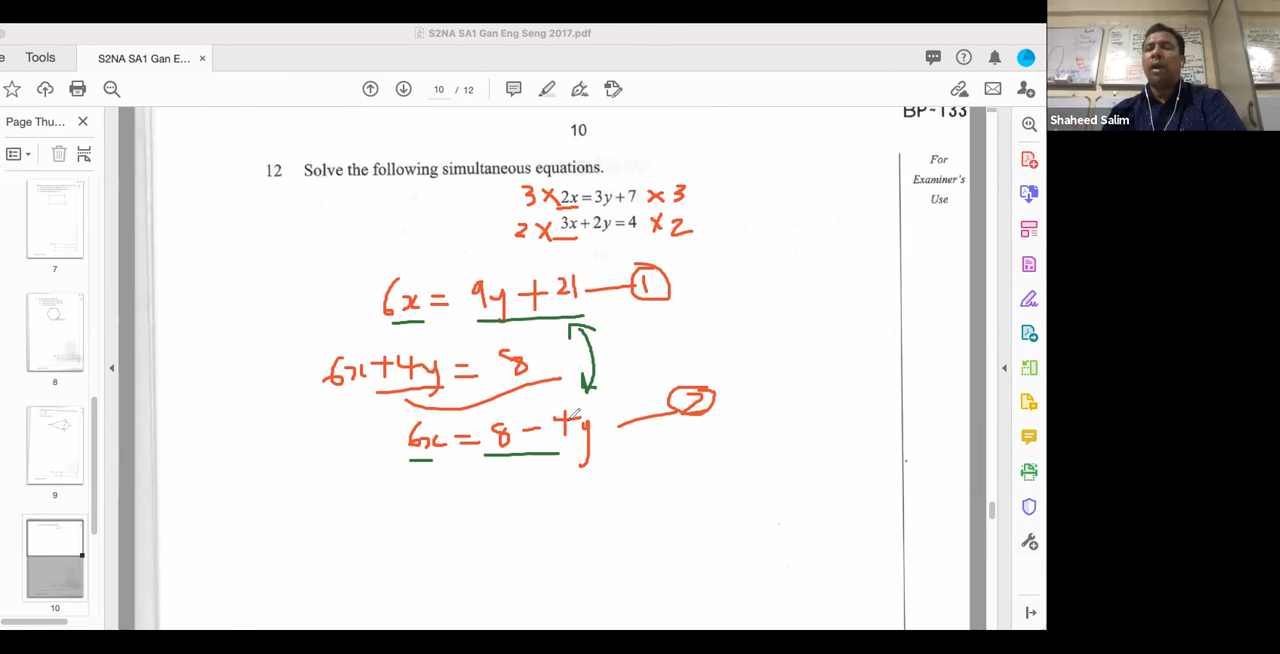 S2NA SA1 Gan Eng Seng 2017.pdf
e Tools S2NA SA1 Gan E... ×
10 / 12
Page Thu... ×
7
8
9
10
Shaheed Salim
BP~133
10
For
Examiner's
Use
12 Solve the following simultaneous equations.
3 × 2x = 3y + 7 × 3
2 × 3x + 2y = 4 × 2
6x = 9y + 21 — 1
6x + 4y = 8
6x = 8 - 4y — 2